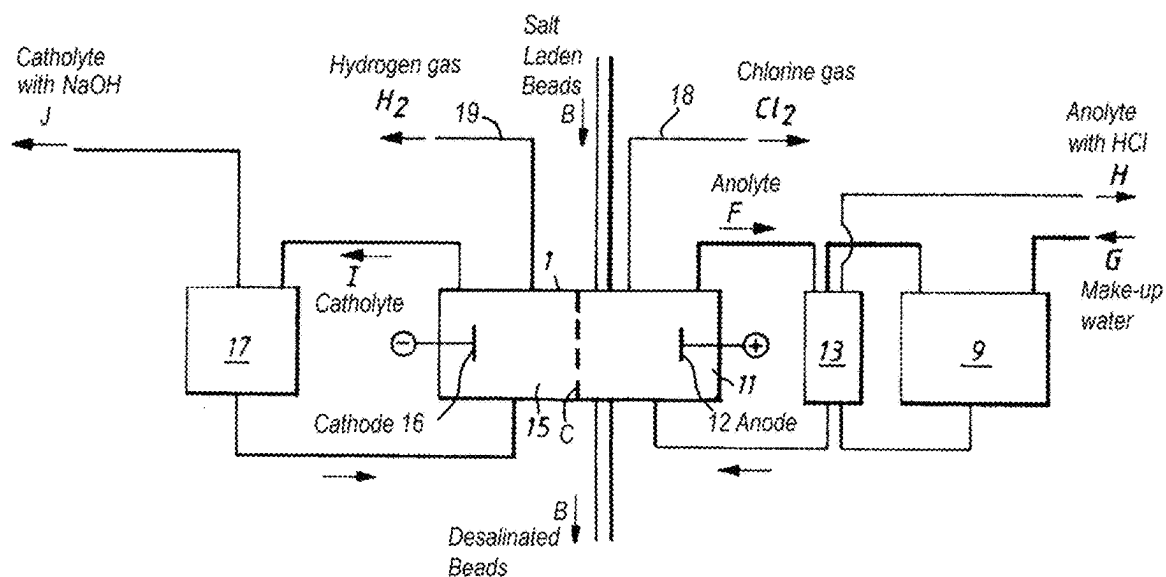 Salt
Laden
Beads
B
Catholyte
with NaOH
J
Hydrogen gas
H2
19
18
Chlorine gas
Cl2
Anolyte
with HCl
H
Anolyte
F
G
Make-up
water
I
Catholyte
1
17
13
9
−
+
11
Cathode 16
15
C
12 Anode
B
Desalinated
Beads